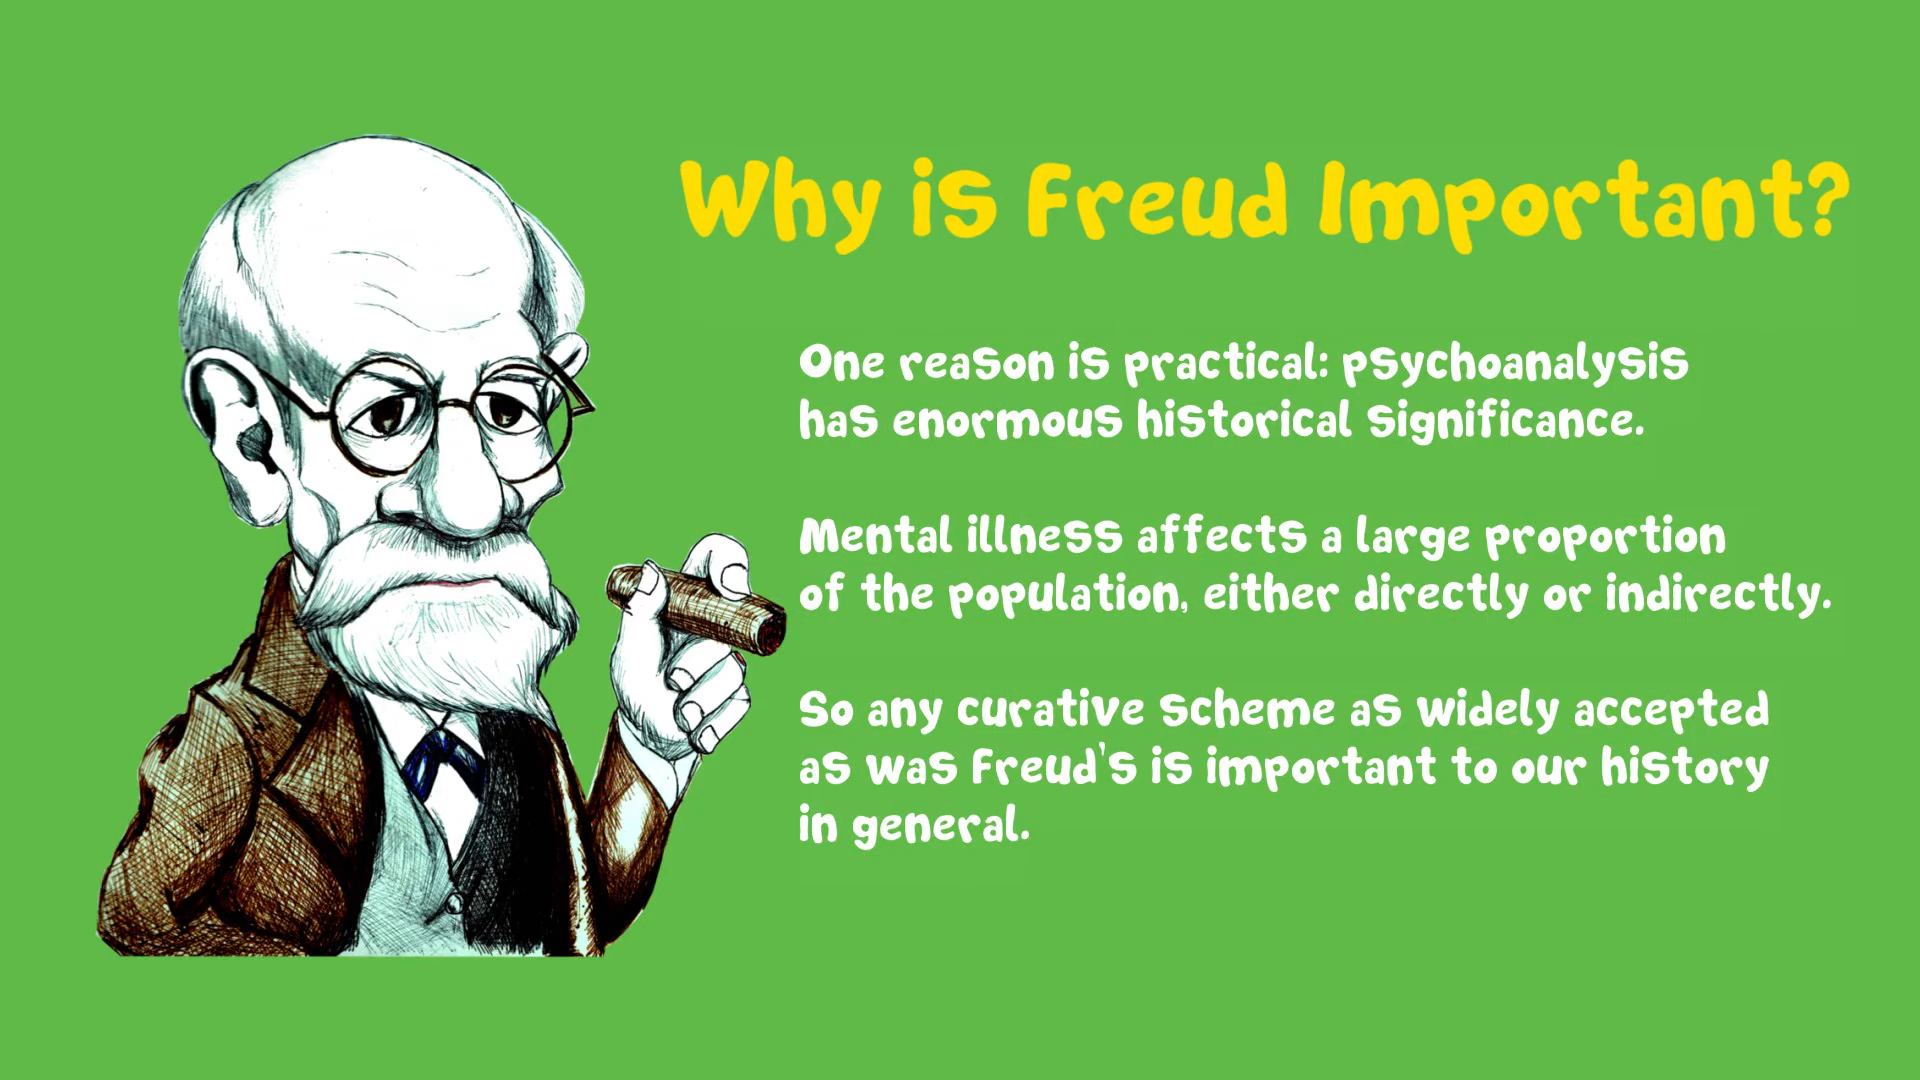 Why is Freud Important?
One reason is practical: psychoanalysis
has enormous historical significance.
Mental illness affects a large proportion
of the population, either directly or indirectly.
So any curative scheme as widely accepted
as was Freud's is important to our history
in general.